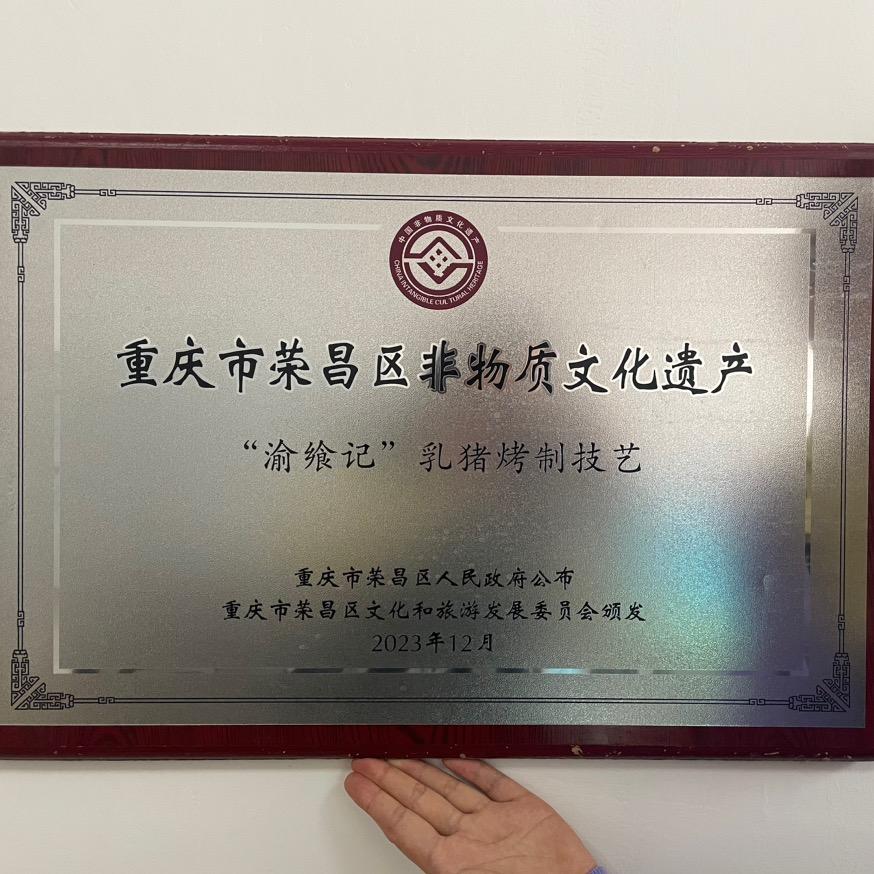 中国非物质文化遗产
CHINA INTANGIBLE CULTURAL HERITAGE
重庆市荣昌区非物质文化遗产
“渝飨记”乳猪烤制技艺
重庆市荣昌区人民政府公布
重庆市荣昌区文化和旅游发展委员会颁发
2023年12月